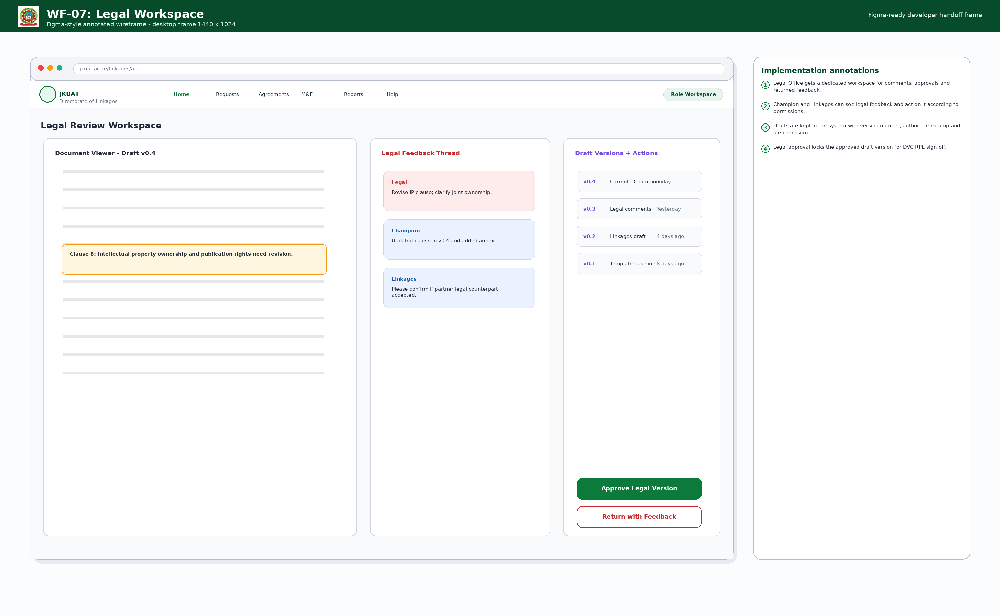 WF-07: Legal Workspace
Figma-style annotated wireframe - desktop frame 1440 x 1024
Figma-ready developer handoff frame
jkuat.ac.ke/linkages/app
JKUAT
Directorate of Linkages
Home Requests Agreements M&E Reports Help
Role Workspace
Legal Review Workspace
Document Viewer - Draft v0.4
Clause 8: Intellectual property ownership and publication rights need revision.
Legal Feedback Thread
Legal
Revise IP clause; clarify joint ownership.
Champion
Updated clause in v0.4 and added annex.
Linkages
Please confirm if partner legal counterpart
accepted.
Draft Versions + Actions
v0.4 Current - Champion Today
v0.3 Legal comments Yesterday
v0.2 Linkages draft 4 days ago
v0.1 Template baseline 8 days ago
Approve Legal Version
Return with Feedback
Implementation annotations
1 Legal Office gets a dedicated workspace for comments, approvals and
returned feedback.
2 Champion and Linkages can see legal feedback and act on it according to
permissions.
3 Drafts are kept in the system with version number, author, timestamp and
file checksum.
4 Legal approval locks the approved draft version for DVC RPE sign-off.